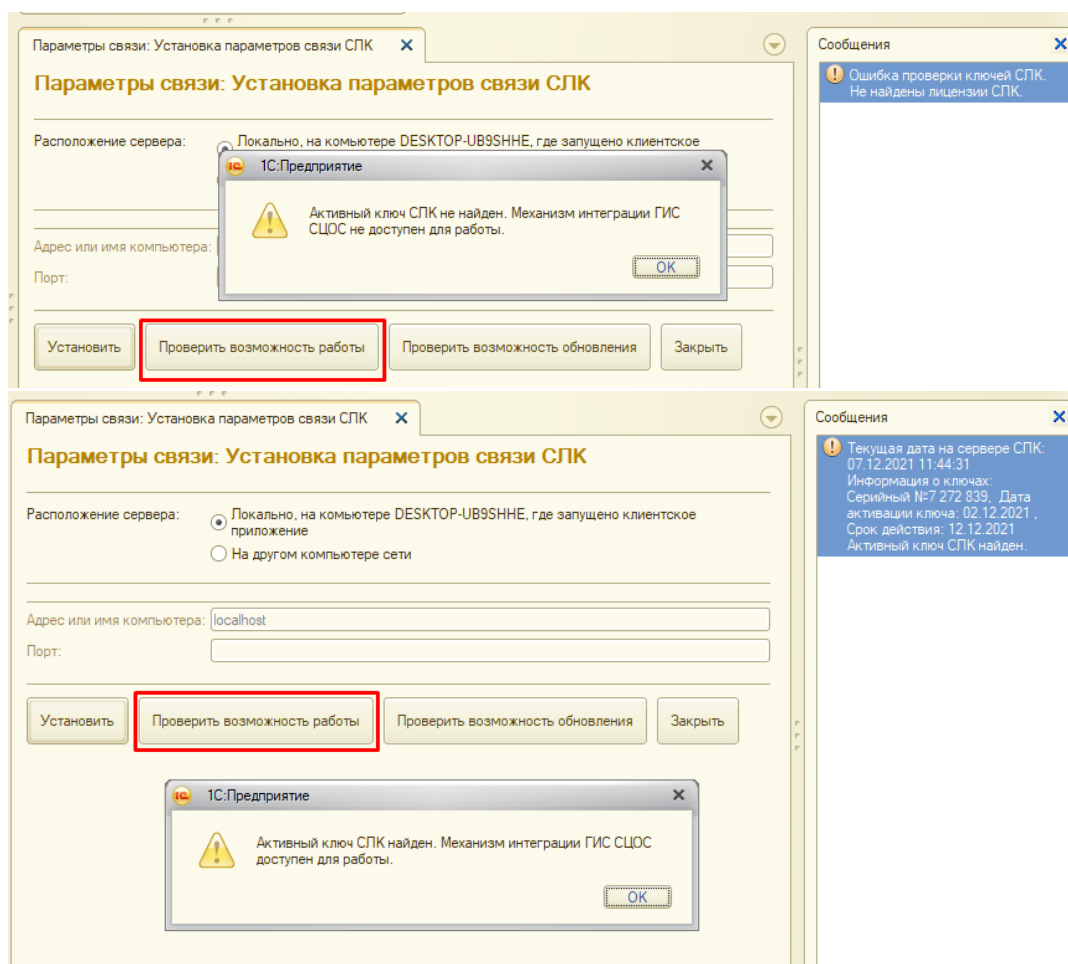 Параметры связи: Установка параметров связи СЛК
Параметры связи: Установка параметров связи СЛК
Расположение сервера:
Локально, на комьютере DESKTOP-UB9SHHE, где запущено клиентское
1С:Предприятие
Активный ключ СЛК не найден. Механизм интеграции ГИС
СЦОС не доступен для работы.
OK
Адрес или имя компьютера:
Порт:
Установить
Проверить возможность работы
Проверить возможность обновления
Закрыть
Сообщения
Ошибка проверки ключей СЛК.
Не найдены лицензии СЛК.
Параметры связи: Установка параметров связи СЛК
Параметры связи: Установка параметров связи СЛК
Расположение сервера:
Локально, на комьютере DESKTOP-UB9SHHE, где запущено клиентское
приложение
На другом компьютере сети
Адрес или имя компьютера:
localhost
Порт:
Установить
Проверить возможность работы
Проверить возможность обновления
Закрыть
1С:Предприятие
Активный ключ СЛК найден. Механизм интеграции ГИС СЦОС
доступен для работы.
OK
Сообщения
Текущая дата на сервере СЛК:
07.12.2021 11:44:31
Информация о ключах:
Серийный №7 272 839, Дата
активации ключа: 02.12.2021 ,
Срок действия: 12.12.2021
Активный ключ СЛК найден.